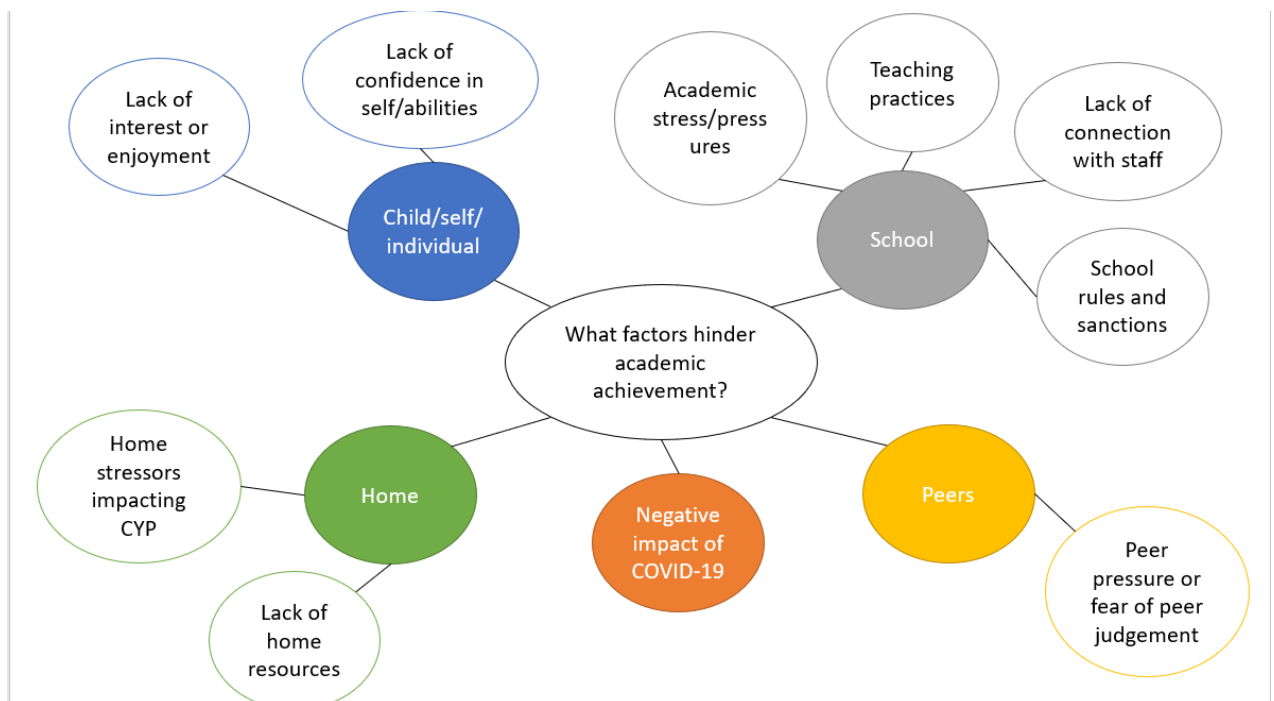 Lack of
interest or
enjoyment
Lack of
confidence in
self/abilities
Child/self/
individual
Academic
stress/press
ures
Teaching
practices
Lack of
connection
with staff
School
School
rules and
sanctions
What factors hinder
academic
achievement?
Home
stressors
impacting
CYP
Home
Lack of
home
resources
Negative
impact of
COVID-19
Peers
Peer
pressure or
fear of peer
judgement